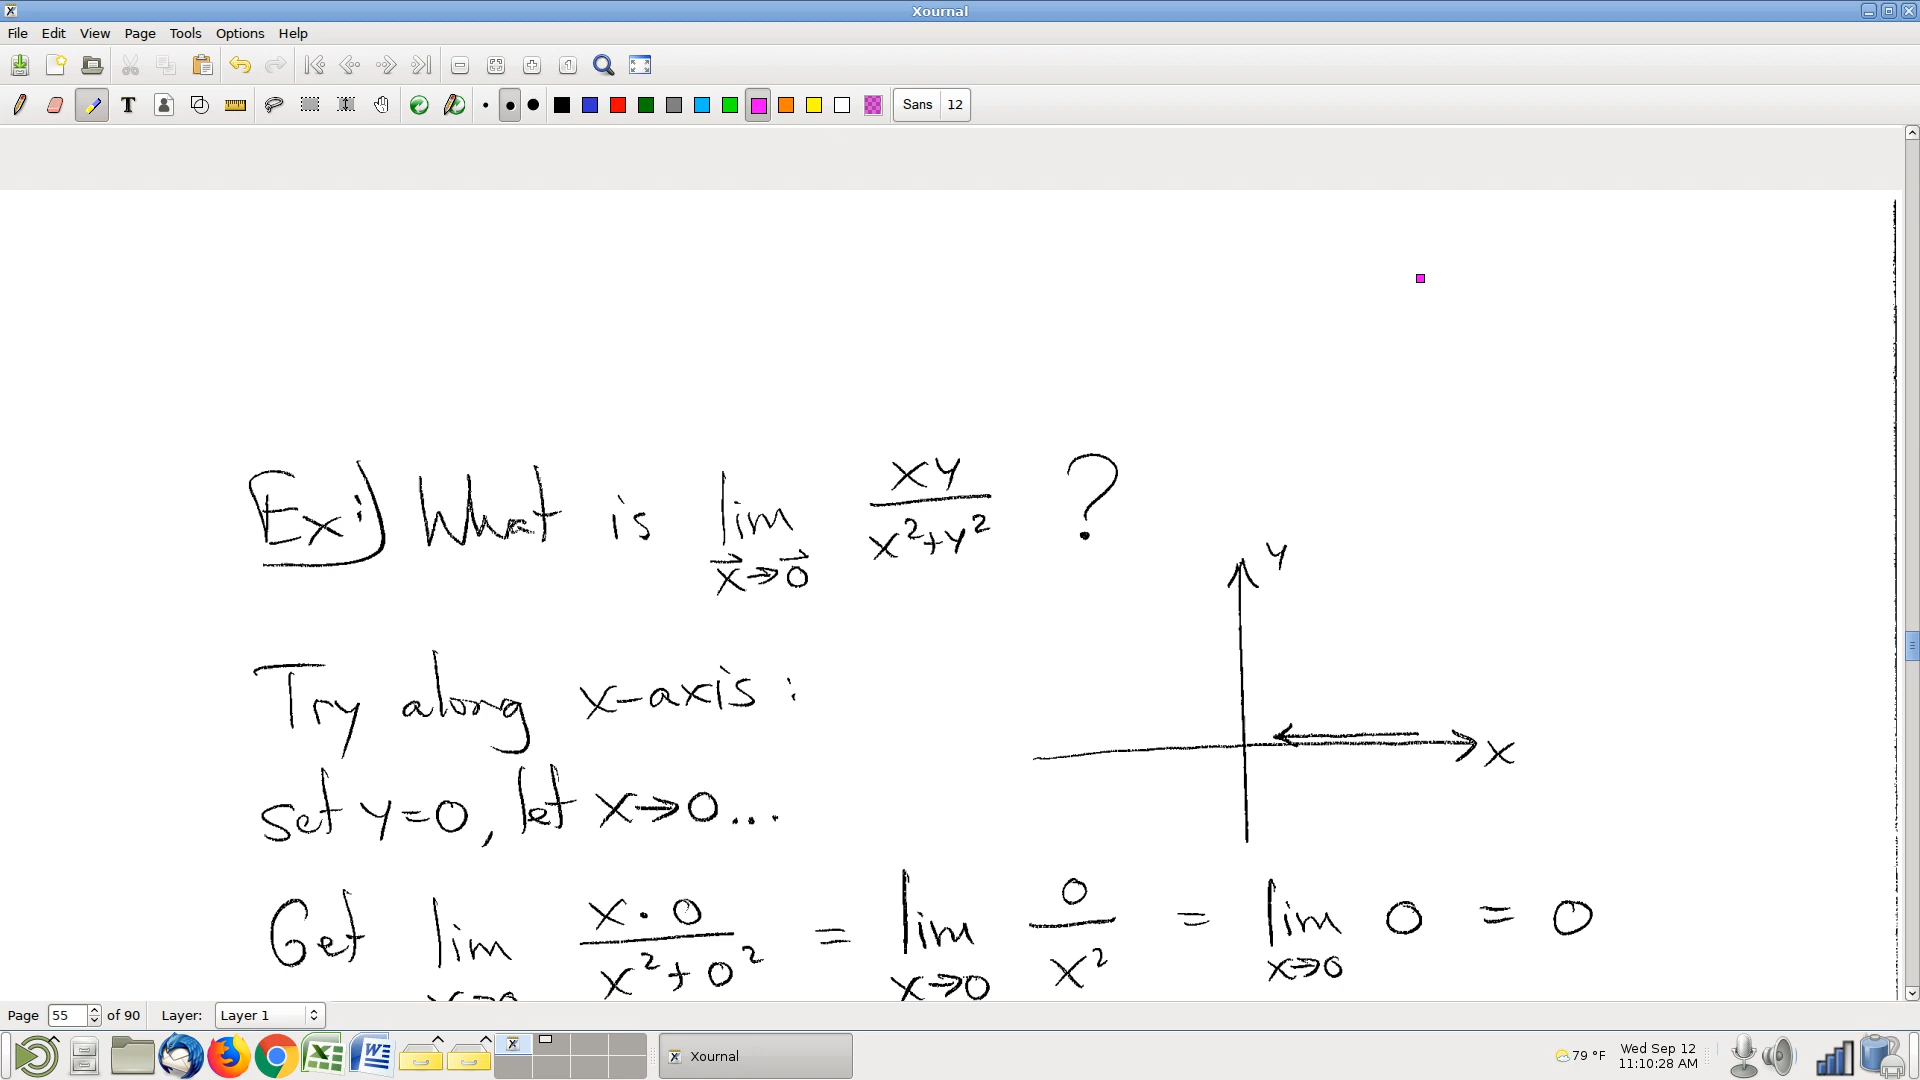 Xournal
File Edit View Page Tools Options Help
Sans 12
Ex:) What is lim xy / x²+y² ?
x⃗→0⃗
y
Try along x-axis:
x
set y=0, let x→0...
Get lim x·0 / x²+0² = lim 0 / x² = lim 0 = 0
x→0 x→0 x→0
Page 55 of 90 Layer: Layer 1
Xournal
79 °F
Wed Sep 12
11:10:28 AM